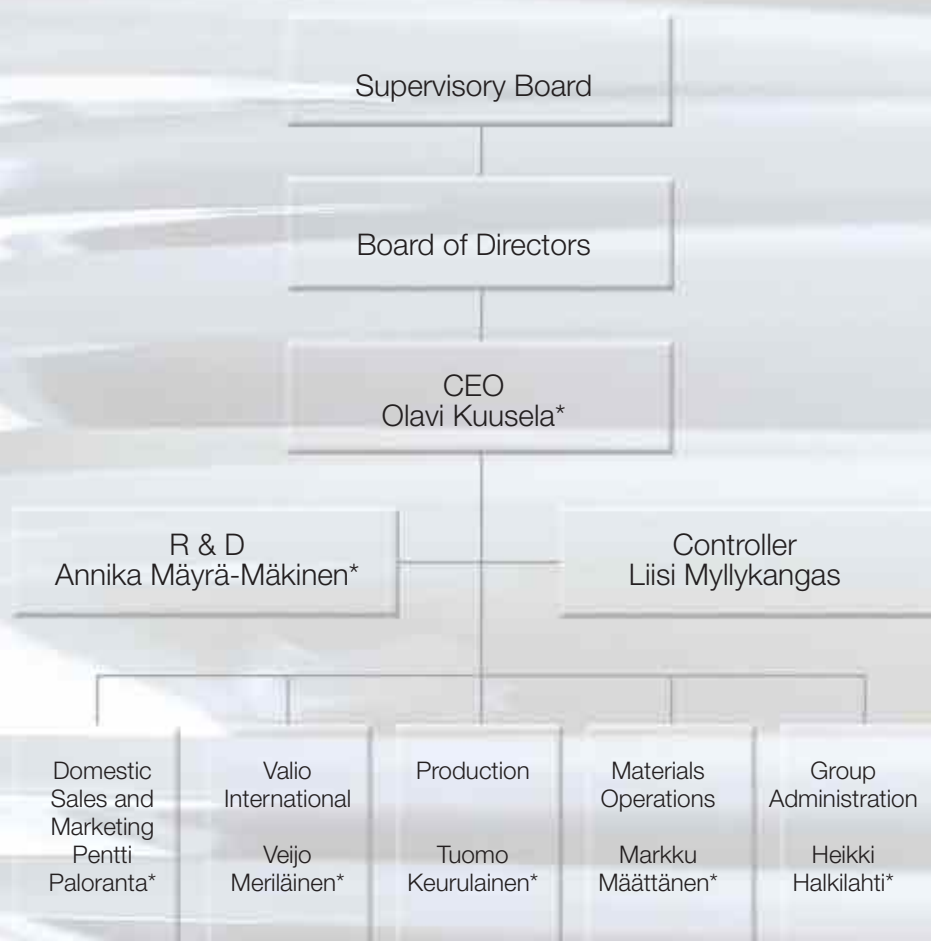 Supervisory Board
Board of Directors
CEO
Olavi Kuusela*
R & D
Annika Mäyrä-Mäkinen*
Controller
Liisi Myllykangas
Domestic
Sales and
Marketing
Pentti
Paloranta*
Valio
International
Veijo
Meriläinen*
Production
Tuomo
Keurulainen*
Materials
Operations
Markku
Määttänen*
Group
Administration
Heikki
Halkilahti*